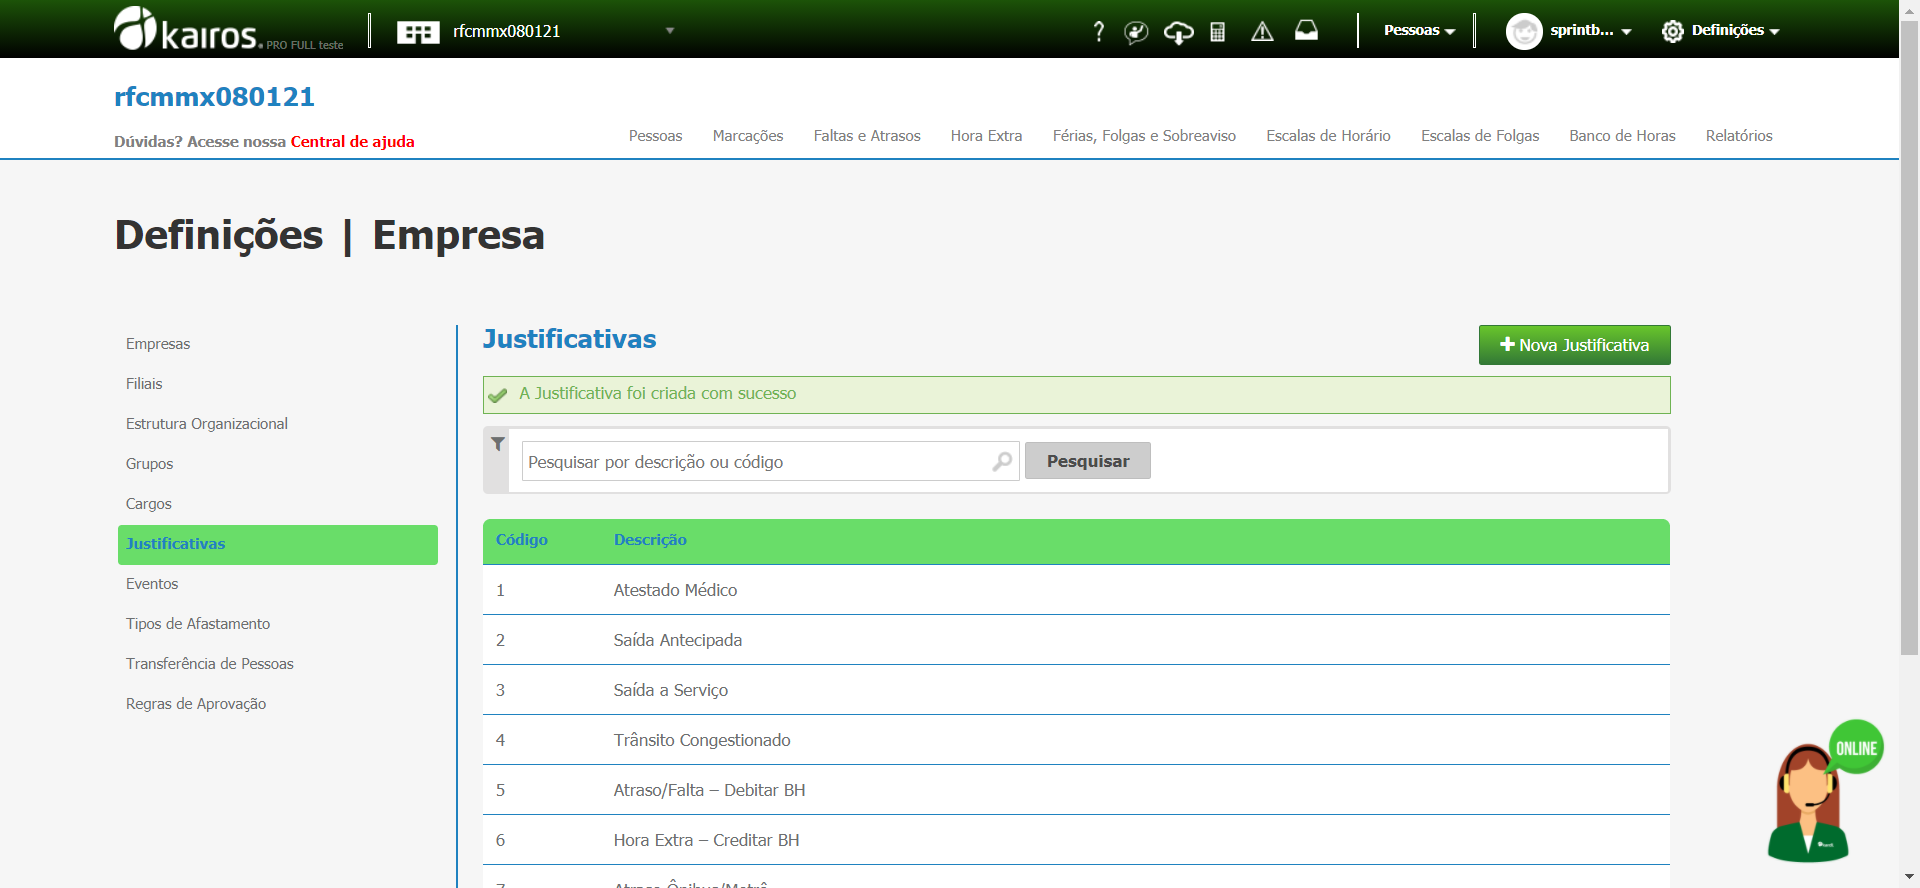 kairos. PRO FULL teste
rfcmmx080121
?
Pessoas
sprintb...
Definições
rfcmmx080121
Dúvidas? Acesse nossa Central de ajuda
Pessoas
Marcações
Faltas e Atrasos
Hora Extra
Férias, Folgas e Sobreaviso
Escalas de Horário
Escalas de Folgas
Banco de Horas
Relatórios
Definições | Empresa
Empresas
Filiais
Estrutura Organizacional
Grupos
Cargos
Justificativas
Eventos
Tipos de Afastamento
Transferência de Pessoas
Regras de Aprovação
Justificativas
Nova Justificativa
A Justificativa foi criada com sucesso
Pesquisar por descrição ou código
Pesquisar
Código Descrição
1 Atestado Médico
2 Saída Antecipada
3 Saída a Serviço
4 Trânsito Congestionado
5 Atraso/Falta – Debitar BH
6 Hora Extra – Creditar BH
7 Atraso Ônibus/Metrô
ONLINE